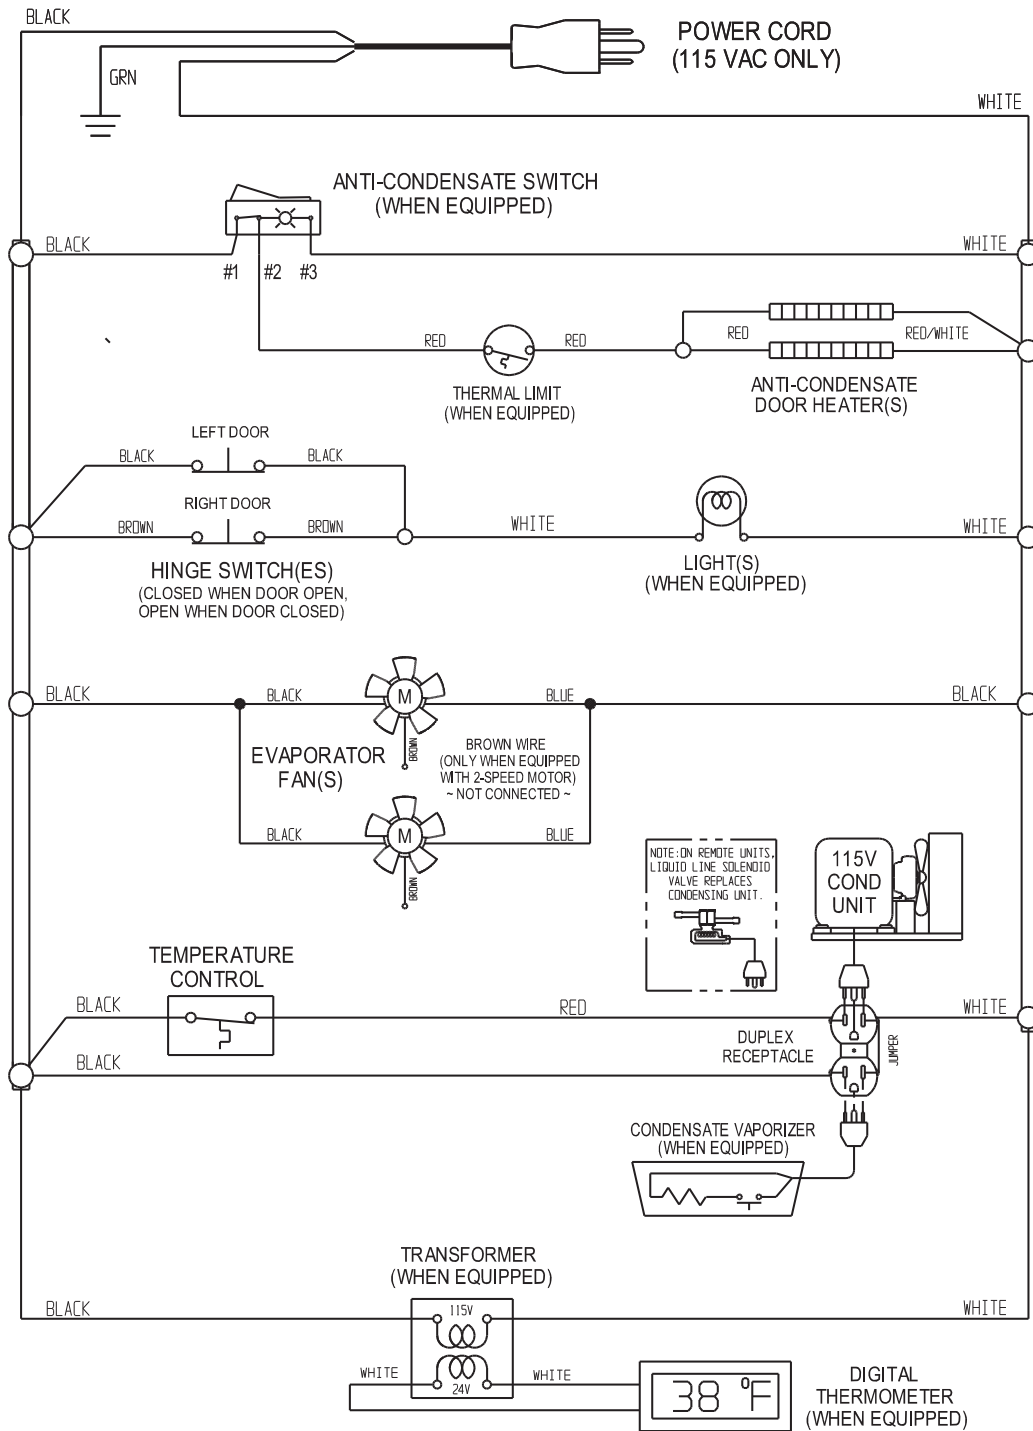 BLACK
POWER CORD
(115 VAC ONLY)
GRN
WHITE
ANTI-CONDENSATE SWITCH
(WHEN EQUIPPED)
BLACK
WHITE
#1 #2 #3
RED
RED
RED
RED/WHITE
THERMAL LIMIT
(WHEN EQUIPPED)
ANTI-CONDENSATE
DOOR HEATER(S)
LEFT DOOR
BLACK
BLACK
RIGHT DOOR
BROWN
BROWN
WHITE
WHITE
HINGE SWITCH(ES)
(CLOSED WHEN DOOR OPEN,
OPEN WHEN DOOR CLOSED)
LIGHT(S)
(WHEN EQUIPPED)
BLACK
BLACK
M
BLUE
BLACK
BROWN
EVAPORATOR
FAN(S)
BROWN WIRE
(ONLY WHEN EQUIPPED
WITH 2-SPEED MOTOR)
~ NOT CONNECTED ~
BLACK
M
BLUE
BROWN
NOTE:ON REMOTE UNITS,
LIQUID LINE SOLENOID
VALVE REPLACES
CONDENSING UNIT.
115V
COND
UNIT
TEMPERATURE
CONTROL
BLACK
RED
WHITE
DUPLEX
RECEPTACLE
JUMPER
BLACK
CONDENSATE VAPORIZER
(WHEN EQUIPPED)
TRANSFORMER
(WHEN EQUIPPED)
BLACK
115V
WHITE
WHITE
24V
WHITE
38 °F
DIGITAL
THERMOMETER
(WHEN EQUIPPED)